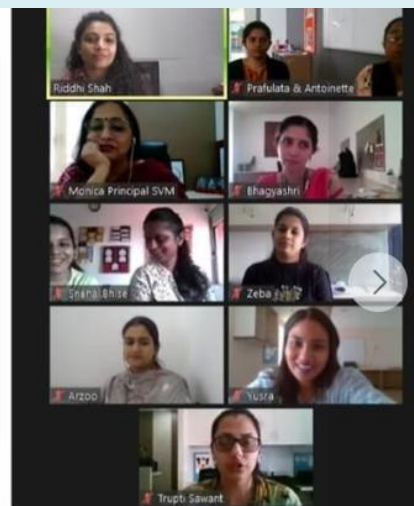 Riddhi Shah
Prafulata & Antoinette
Monica Principal SVM
Bhagyashri
Snehal Bhise
Zeba
Arzoo
Yusra
Trupti Sawant